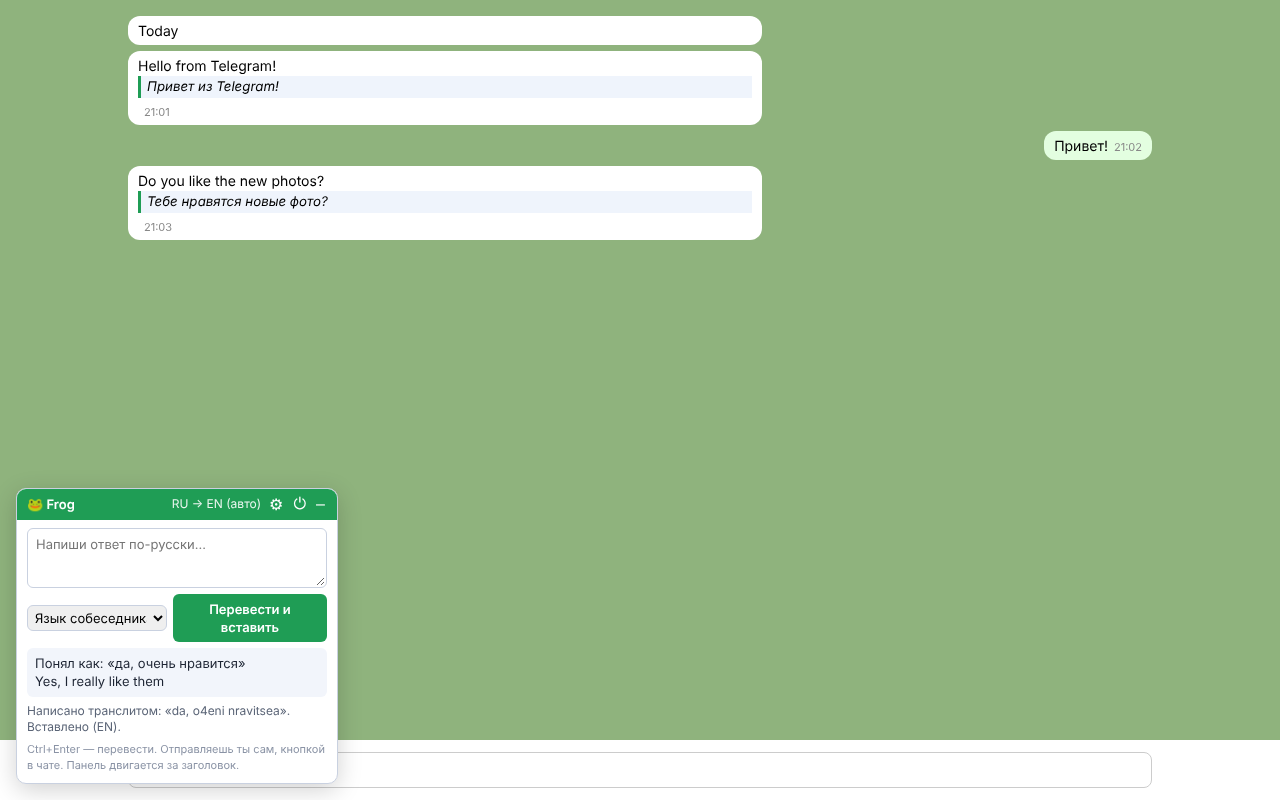 Today
Hello from Telegram!
Привет из Telegram!
21:01
Привет! 21:02
Do you like the new photos?
Тебе нравятся новые фото?
21:03
🐸 Frog RU → EN (авто) ⚙ ⏻ –
Напиши ответ по-русски...
Язык собеседник
Перевести и
вставить
Понял как: «да, очень нравится»
Yes, I really like them
Написано транслитом: «da, o4eni nravitsea».
Вставлено (EN).
Ctrl+Enter — перевести. Отправляешь ты сам, кнопкой
в чате. Панель двигается за заголовок.